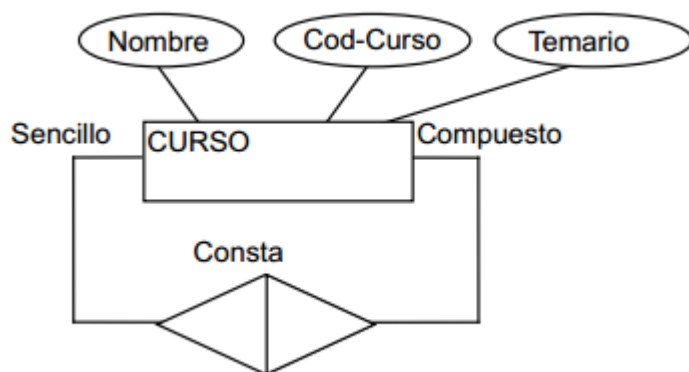 Nombre
Cod-Curso
Temario
Sencillo
CURSO
Compuesto
Consta